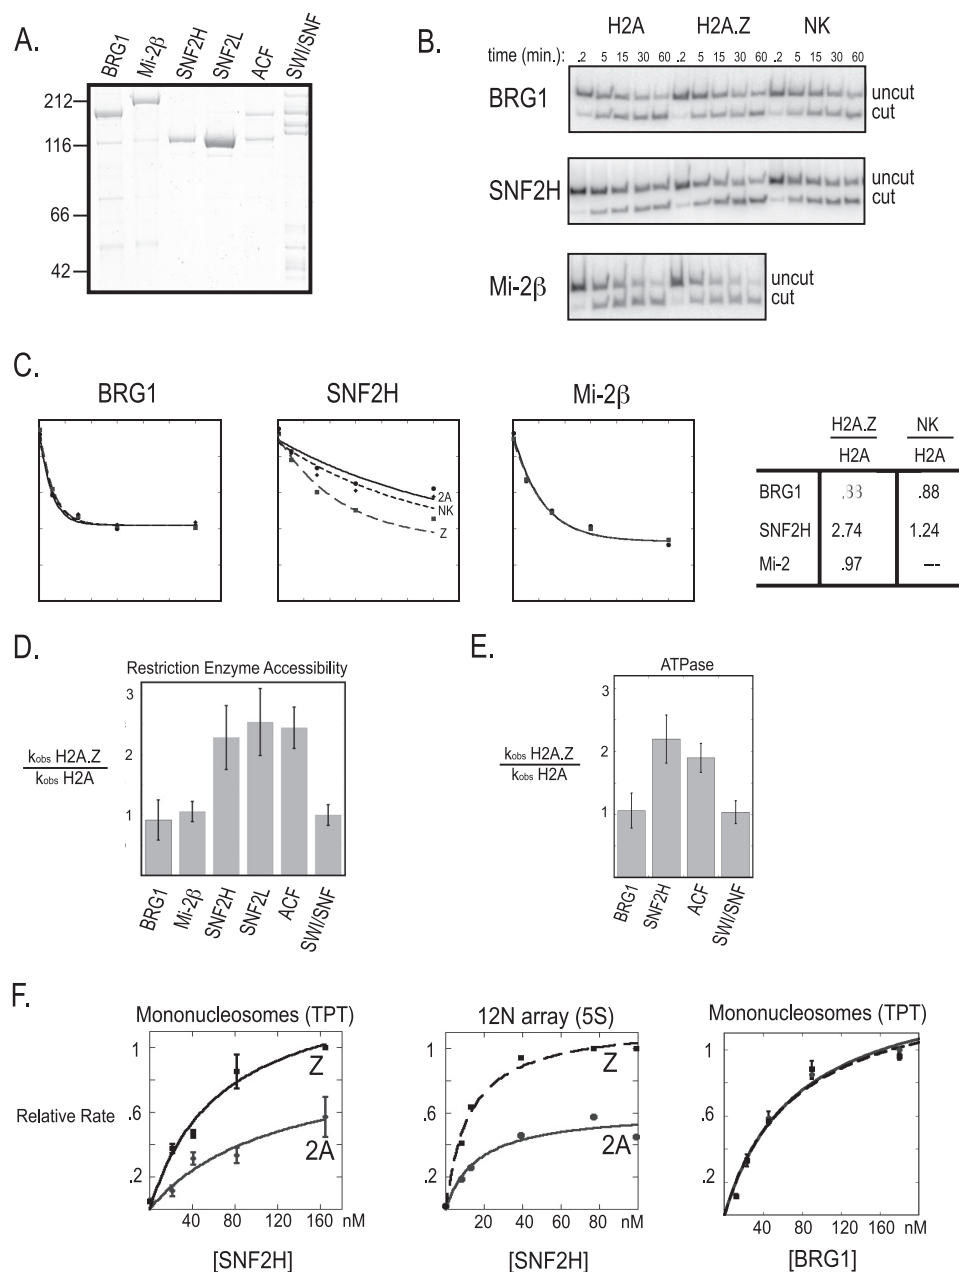 A.
BRG1 Mi-2β SNF2H SNF2L ACF SWI/SNF
212
116
66
42
B.
H2A H2A.Z NK
time (min.): .2 5 15 30 60 .2 5 15 30 60 .2 5 15 30 60
BRG1 uncut
cut
SNF2H uncut
cut
Mi-2β uncut
cut
C.
BRG1 SNF2H Mi-2β
2A
NK
Z
H2A.Z NK
H2A H2A
BRG1 .88
SNF2H 2.74 1.24
Mi-2 .97 ---
D.
Restriction Enzyme Accessibility
kobs H2A.Z
kobs H2A
3
2
1
BRG1 Mi-2β SNF2H SNF2L ACF SWI/SNF
E.
ATPase
kobs H2A.Z
kobs H2A
3
2
1
BRG1 SNF2H ACF SWI/SNF
F.
Mononucleosomes (TPT)
Relative Rate
1
.6
.2
Z
2A
40 80 120 160 nM
[SNF2H]
12N array (5S)
1
.6
.2
Z
2A
20 40 60 80 nM
[SNF2H]
Mononucleosomes (TPT)
1
.6
.2
40 80 120 160 nM
[BRG1]